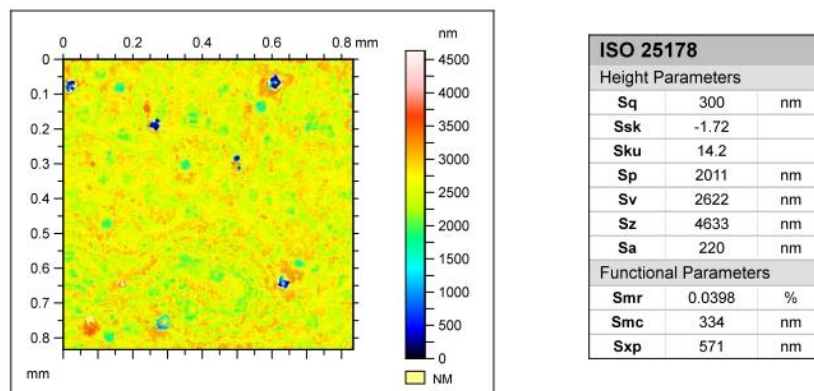 nm
0 0.2 0.4 0.6 0.8 mm
0
0.1
0.2
0.3
0.4
0.5
0.6
0.7
0.8
mm
4500
4000
3500
3000
2500
2000
1500
1000
500
0
NM
ISO 25178
Height Parameters
Sq 300 nm
Ssk -1.72
Sku 14.2
Sp 2011 nm
Sv 2622 nm
Sz 4633 nm
Sa 220 nm
Functional Parameters
Smr 0.0398 %
Smc 334 nm
Sxp 571 nm